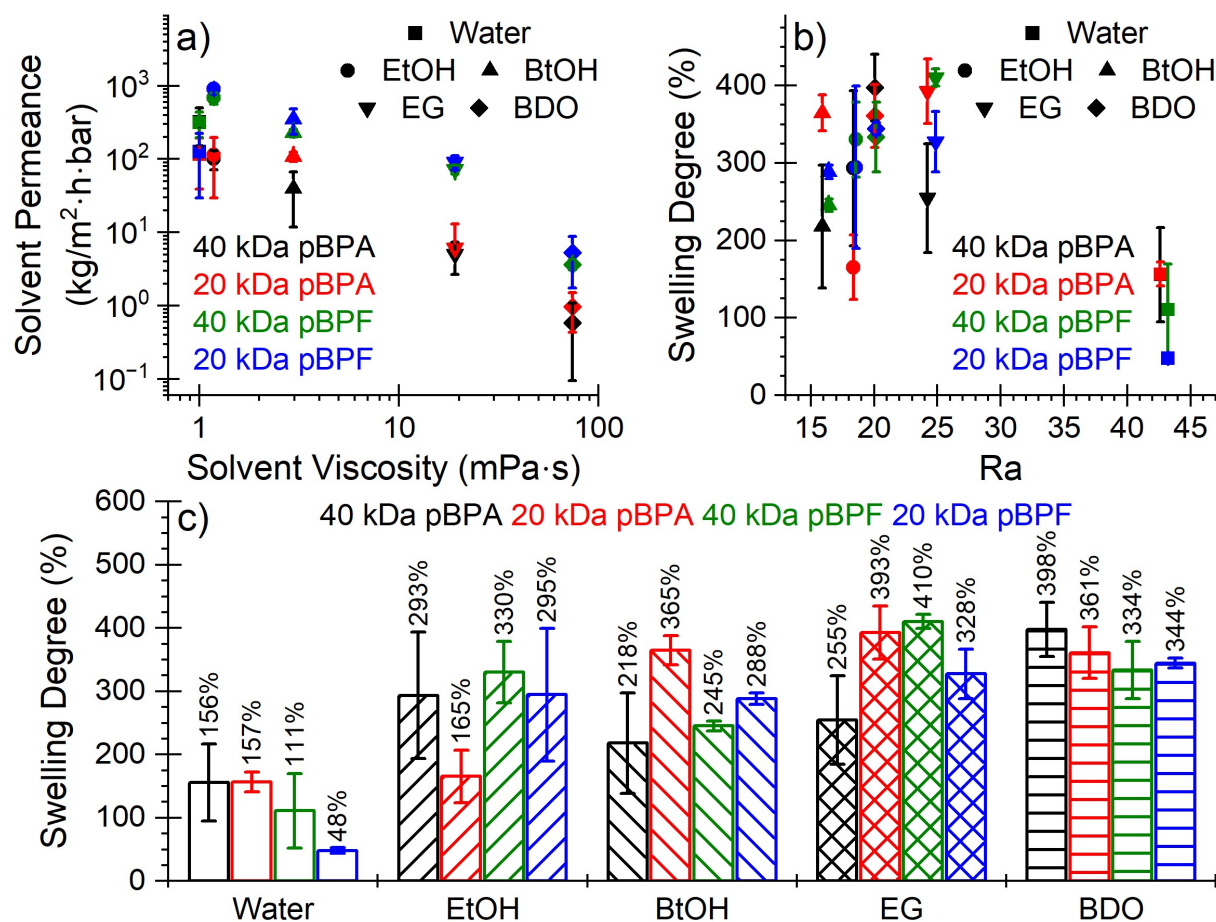 a)
Water
EtOH
BtOH
EG
BDO
10³
10²
10¹
10⁰
10⁻¹
Solvent Permeance
(kg/m²·h·bar)
40 kDa pBPA
20 kDa pBPA
40 kDa pBPF
20 kDa pBPF
1
10
100
Solvent Viscosity (mPa·s)
b)
Water
EtOH
BtOH
EG
BDO
400
300
200
100
0
Swelling Degree (%)
40 kDa pBPA
20 kDa pBPA
40 kDa pBPF
20 kDa pBPF
15 20 25 30 35 40 45
Ra
c)
40 kDa pBPA 20 kDa pBPA 40 kDa pBPF 20 kDa pBPF
600
500
400
300
200
100
0
Swelling Degree (%)
156% 157% 111% 48%
293% 165% 330% 295%
218% 365% 245% 288%
255% 393% 410% 328%
398% 361% 334% 344%
Water EtOH BtOH EG BDO